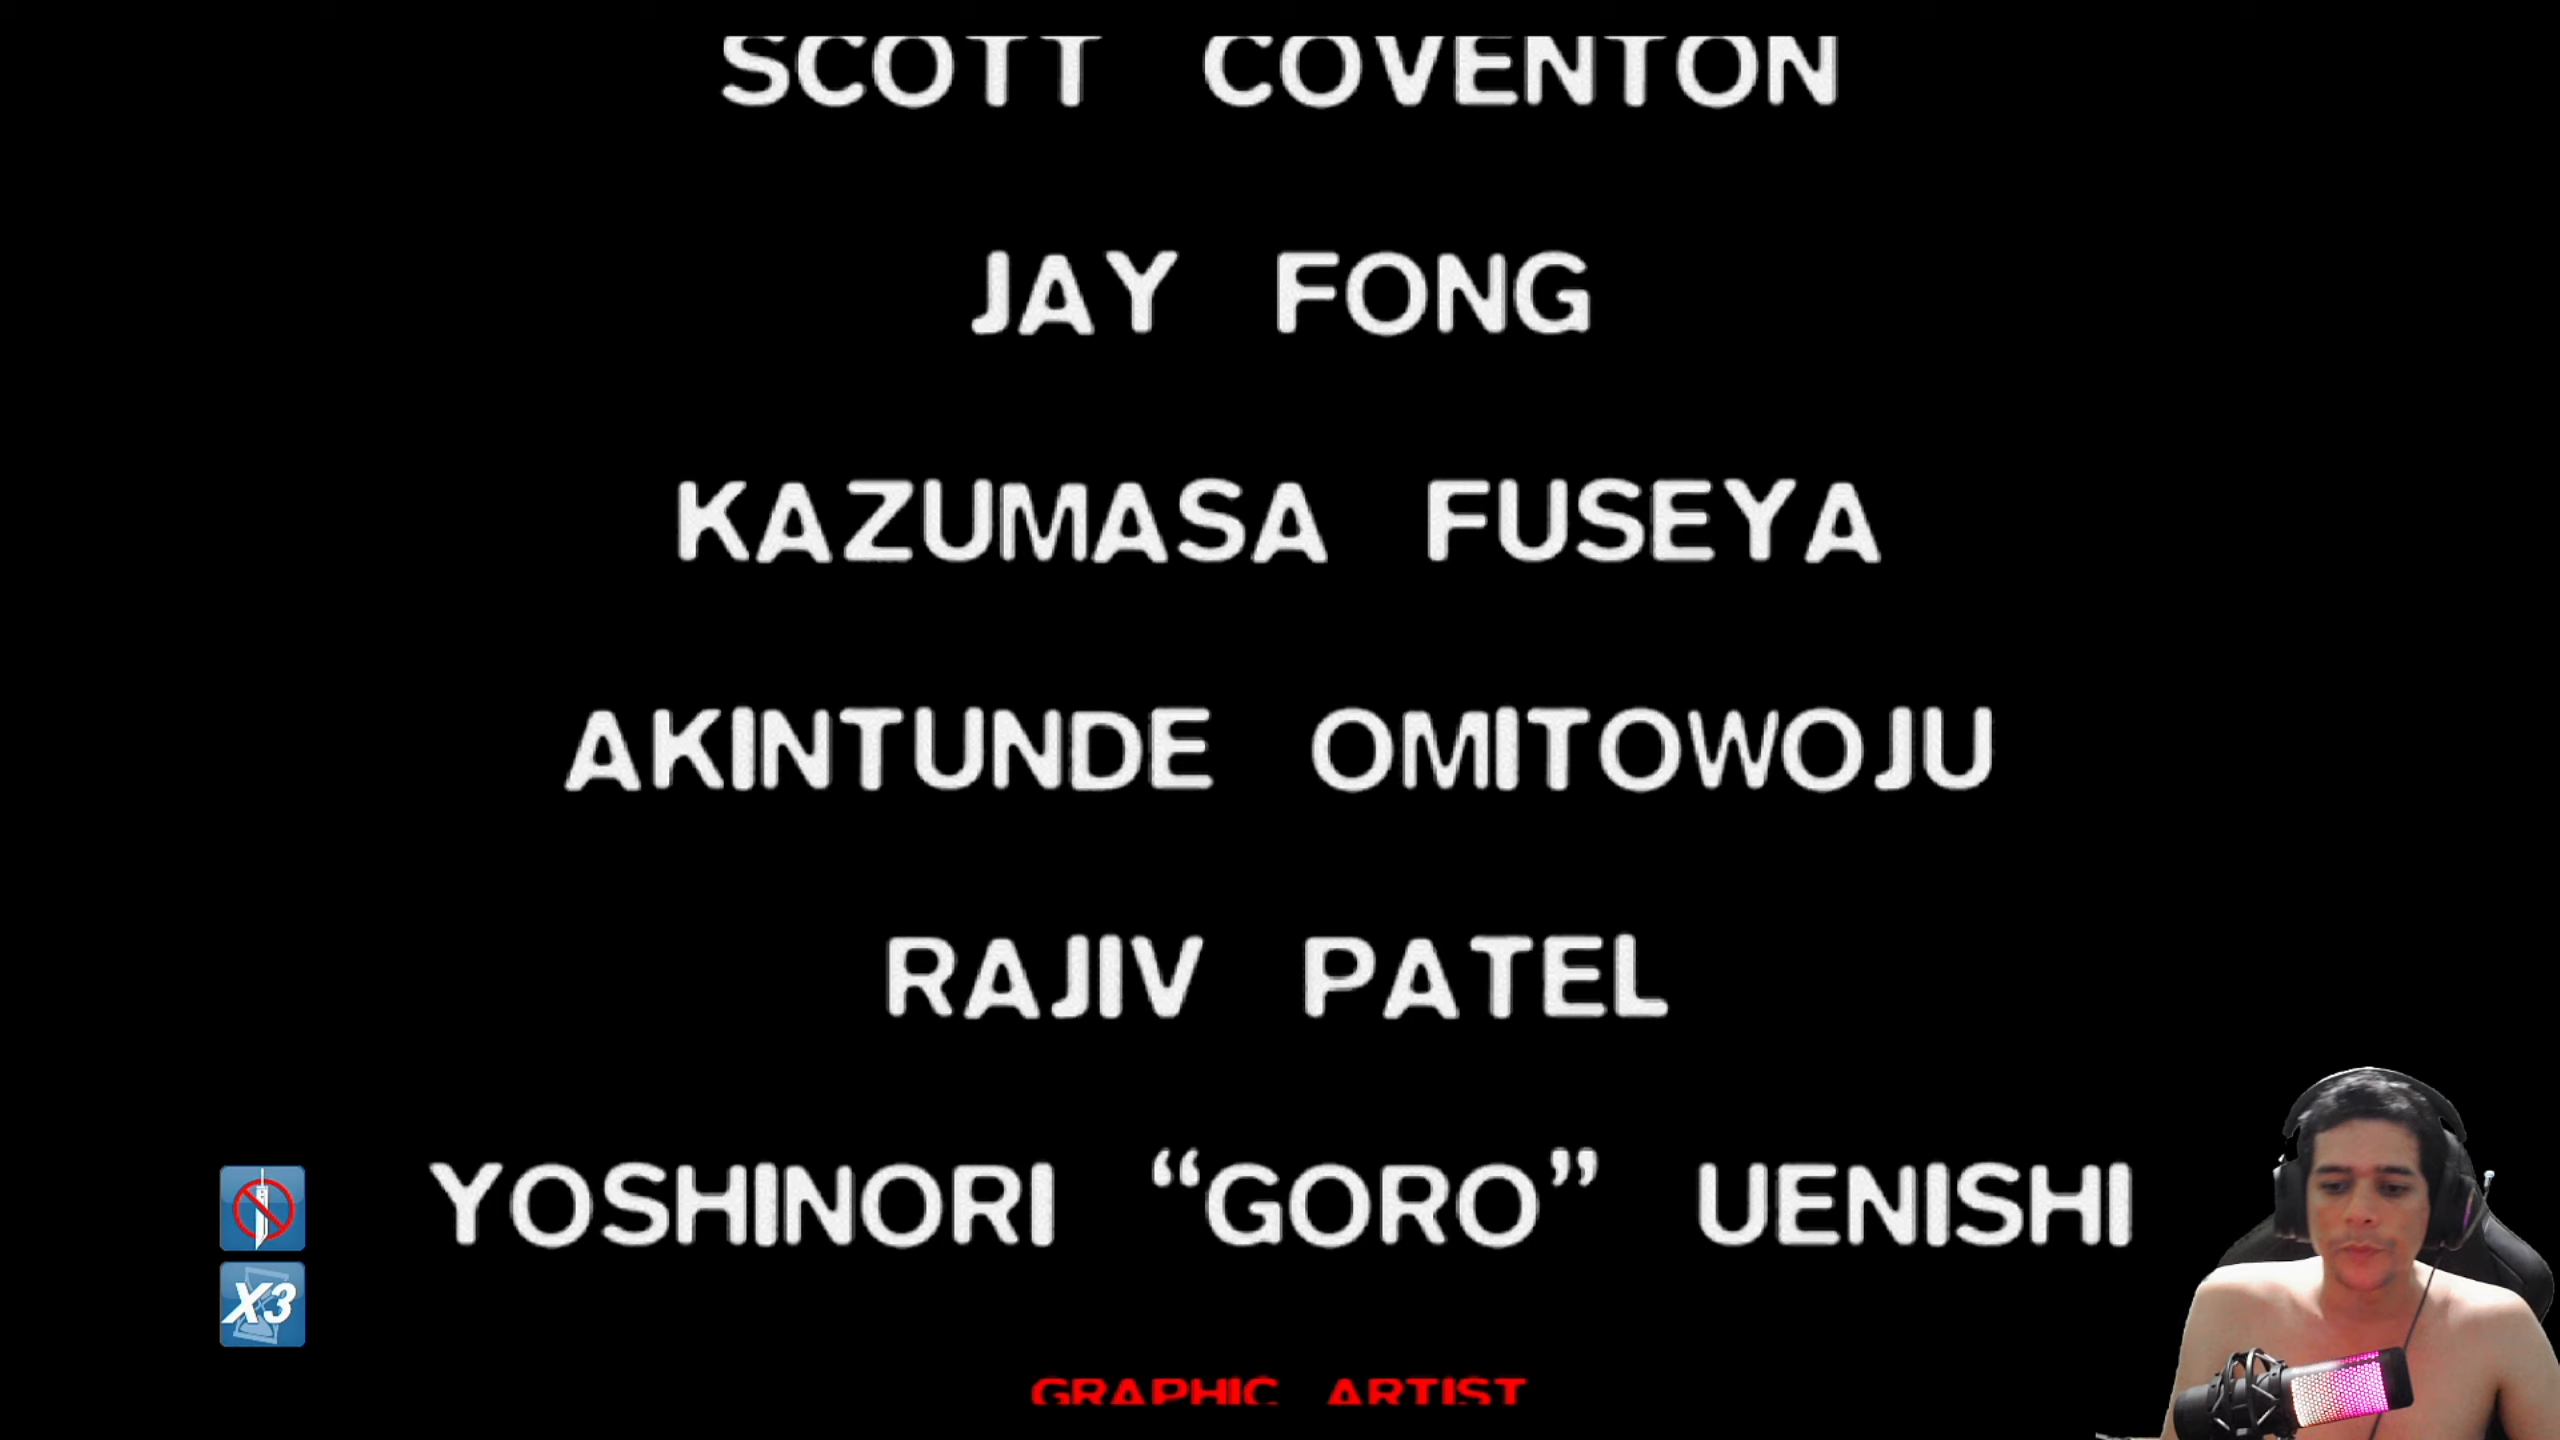 SCOTT COVENTON
JAY FONG
KAZUMASA FUSEYA
AKINTUNDE OMITOWOJU
RAJIV PATEL
YOSHINORI “GORO” UENISHI
X3
GRAPHIC ARTIST